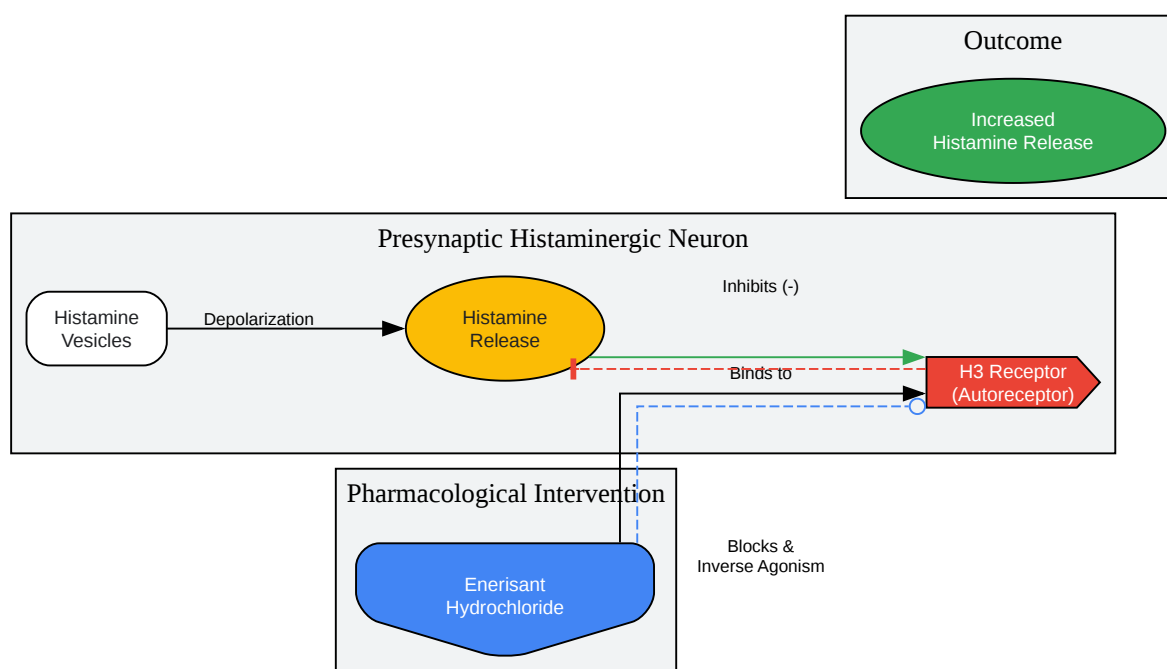 Outcome
Increased
Histamine Release
Presynaptic Histaminergic Neuron
Inhibits (-)
Histamine
Vesicles
Depolarization
Histamine
Release
Binds to
H3 Receptor
(Autoreceptor)
Pharmacological Intervention
Blocks &
Inverse Agonism
Enerisant
Hydrochloride